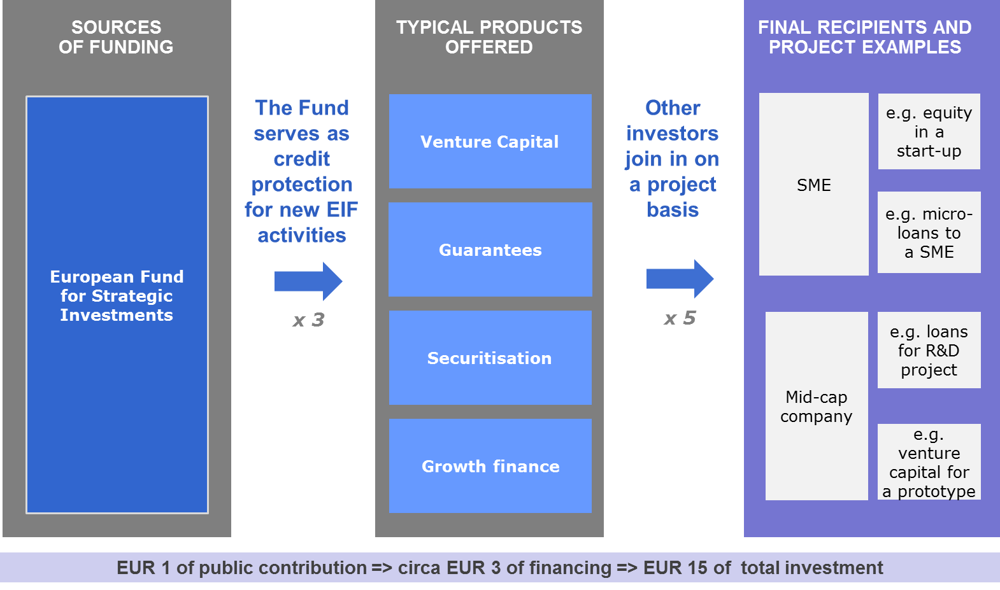 SOURCES
OF FUNDING
European Fund
for Strategic
Investments
The Fund
serves as
credit
protection
for new EIF
activities
x 3
TYPICAL PRODUCTS
OFFERED
Venture Capital
Guarantees
Securitisation
Growth finance
Other
investors
join in on
a project
basis
x 5
FINAL RECIPIENTS AND
PROJECT EXAMPLES
SME
e.g. equity
in a
start-up
e.g. micro-
loans to
a SME
Mid-cap
company
e.g. loans
for R&D
project
e.g.
venture
capital for
a prototype
EUR 1 of public contribution => circa EUR 3 of financing => EUR 15 of  total investment